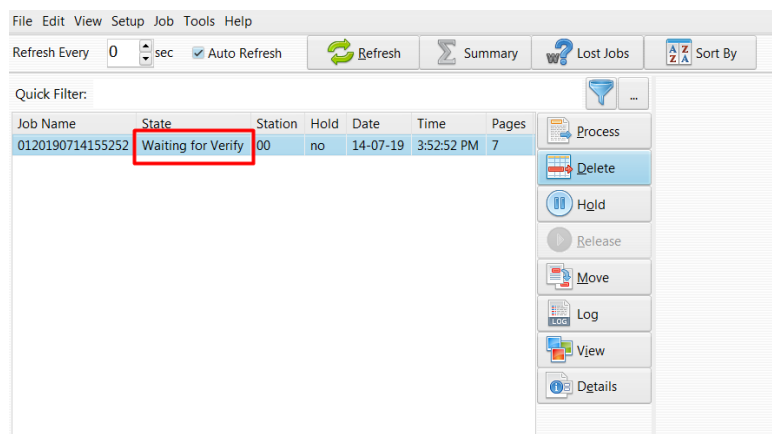 File Edit View Setup Job Tools Help
Refresh Every 0 sec Auto Refresh Refresh Summary Lost Jobs Sort By
Quick Filter: ...
Job Name State Station Hold Date Time Pages
0120190714155252 Waiting for Verify 00 no 14-07-19 3:52:52 PM 7
Process
Delete
Hold
Release
Move
LOG Log
View
Details